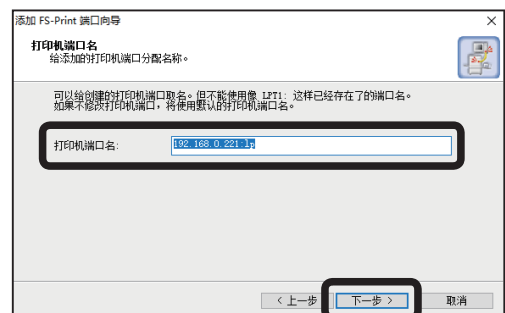 添加 FS-Print 端口向导
打印机端口名
给添加的打印机端口分配名称。
可以给创建的打印机端口取名。但不能使用像 LPT1: 这样已经存在了的端口名。
如果不修改打印机端口，将使用默认的打印机端口名。
打印机端口名:
192.168.0.221:lp
< 上一步
下一步 >
取消